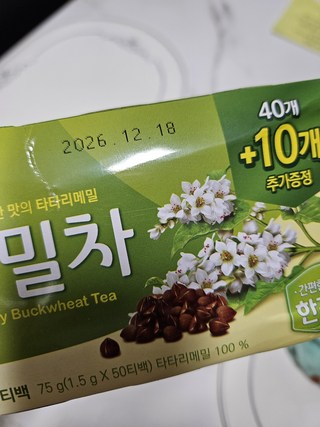 40개
+10개
추가증정
2026.12.18
맛의 타타리메밀
밀차
Buckwheat Tea
간편
티백 75 g(1.5 g X 50티백) 타타리메밀 100 %